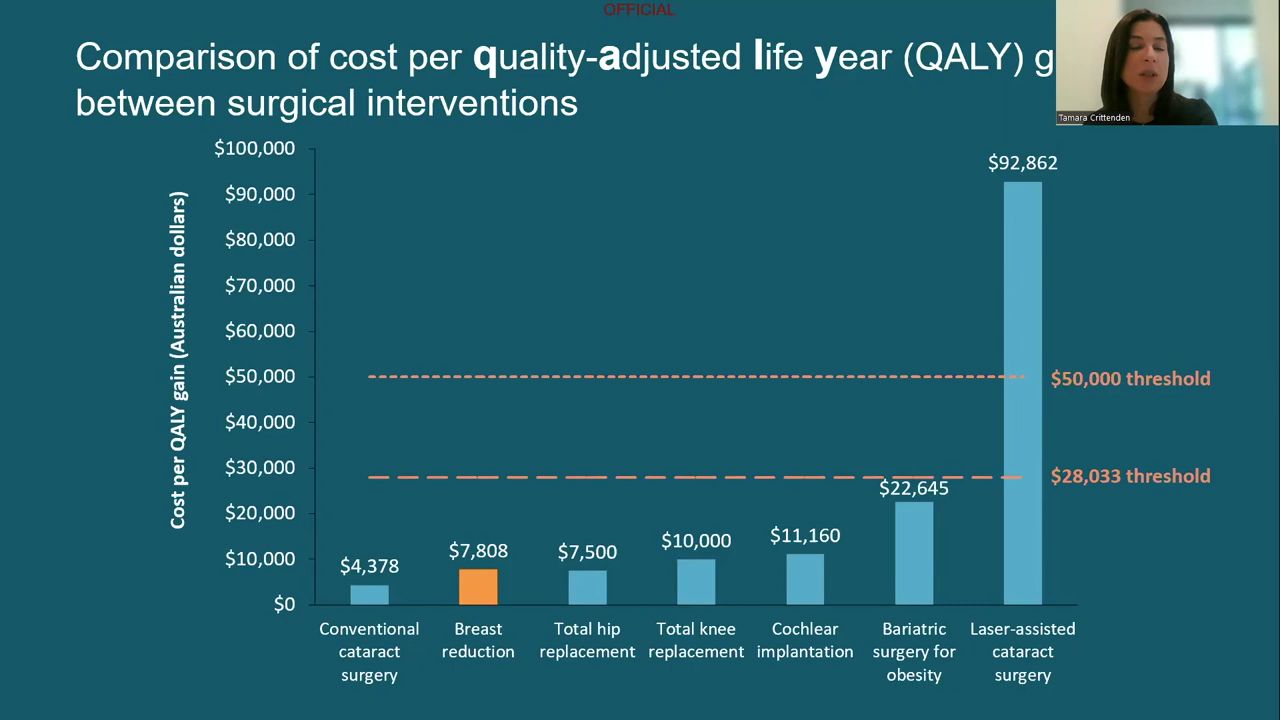 OFFICIAL
Comparison of cost per quality-adjusted life year (QALY) g
between surgical interventions
Tamara Crittenden
Cost per QALY gain (Australian dollars)
$100,000
$90,000
$80,000
$70,000
$60,000
$50,000
$40,000
$30,000
$20,000
$10,000
$0
$4,378
$7,808
$7,500
$10,000
$11,160
$22,645
$92,862
$50,000 threshold
$28,033 threshold
Conventional cataract surgery
Breast reduction
Total hip replacement
Total knee replacement
Cochlear implantation
Bariatric surgery for obesity
Laser-assisted cataract surgery